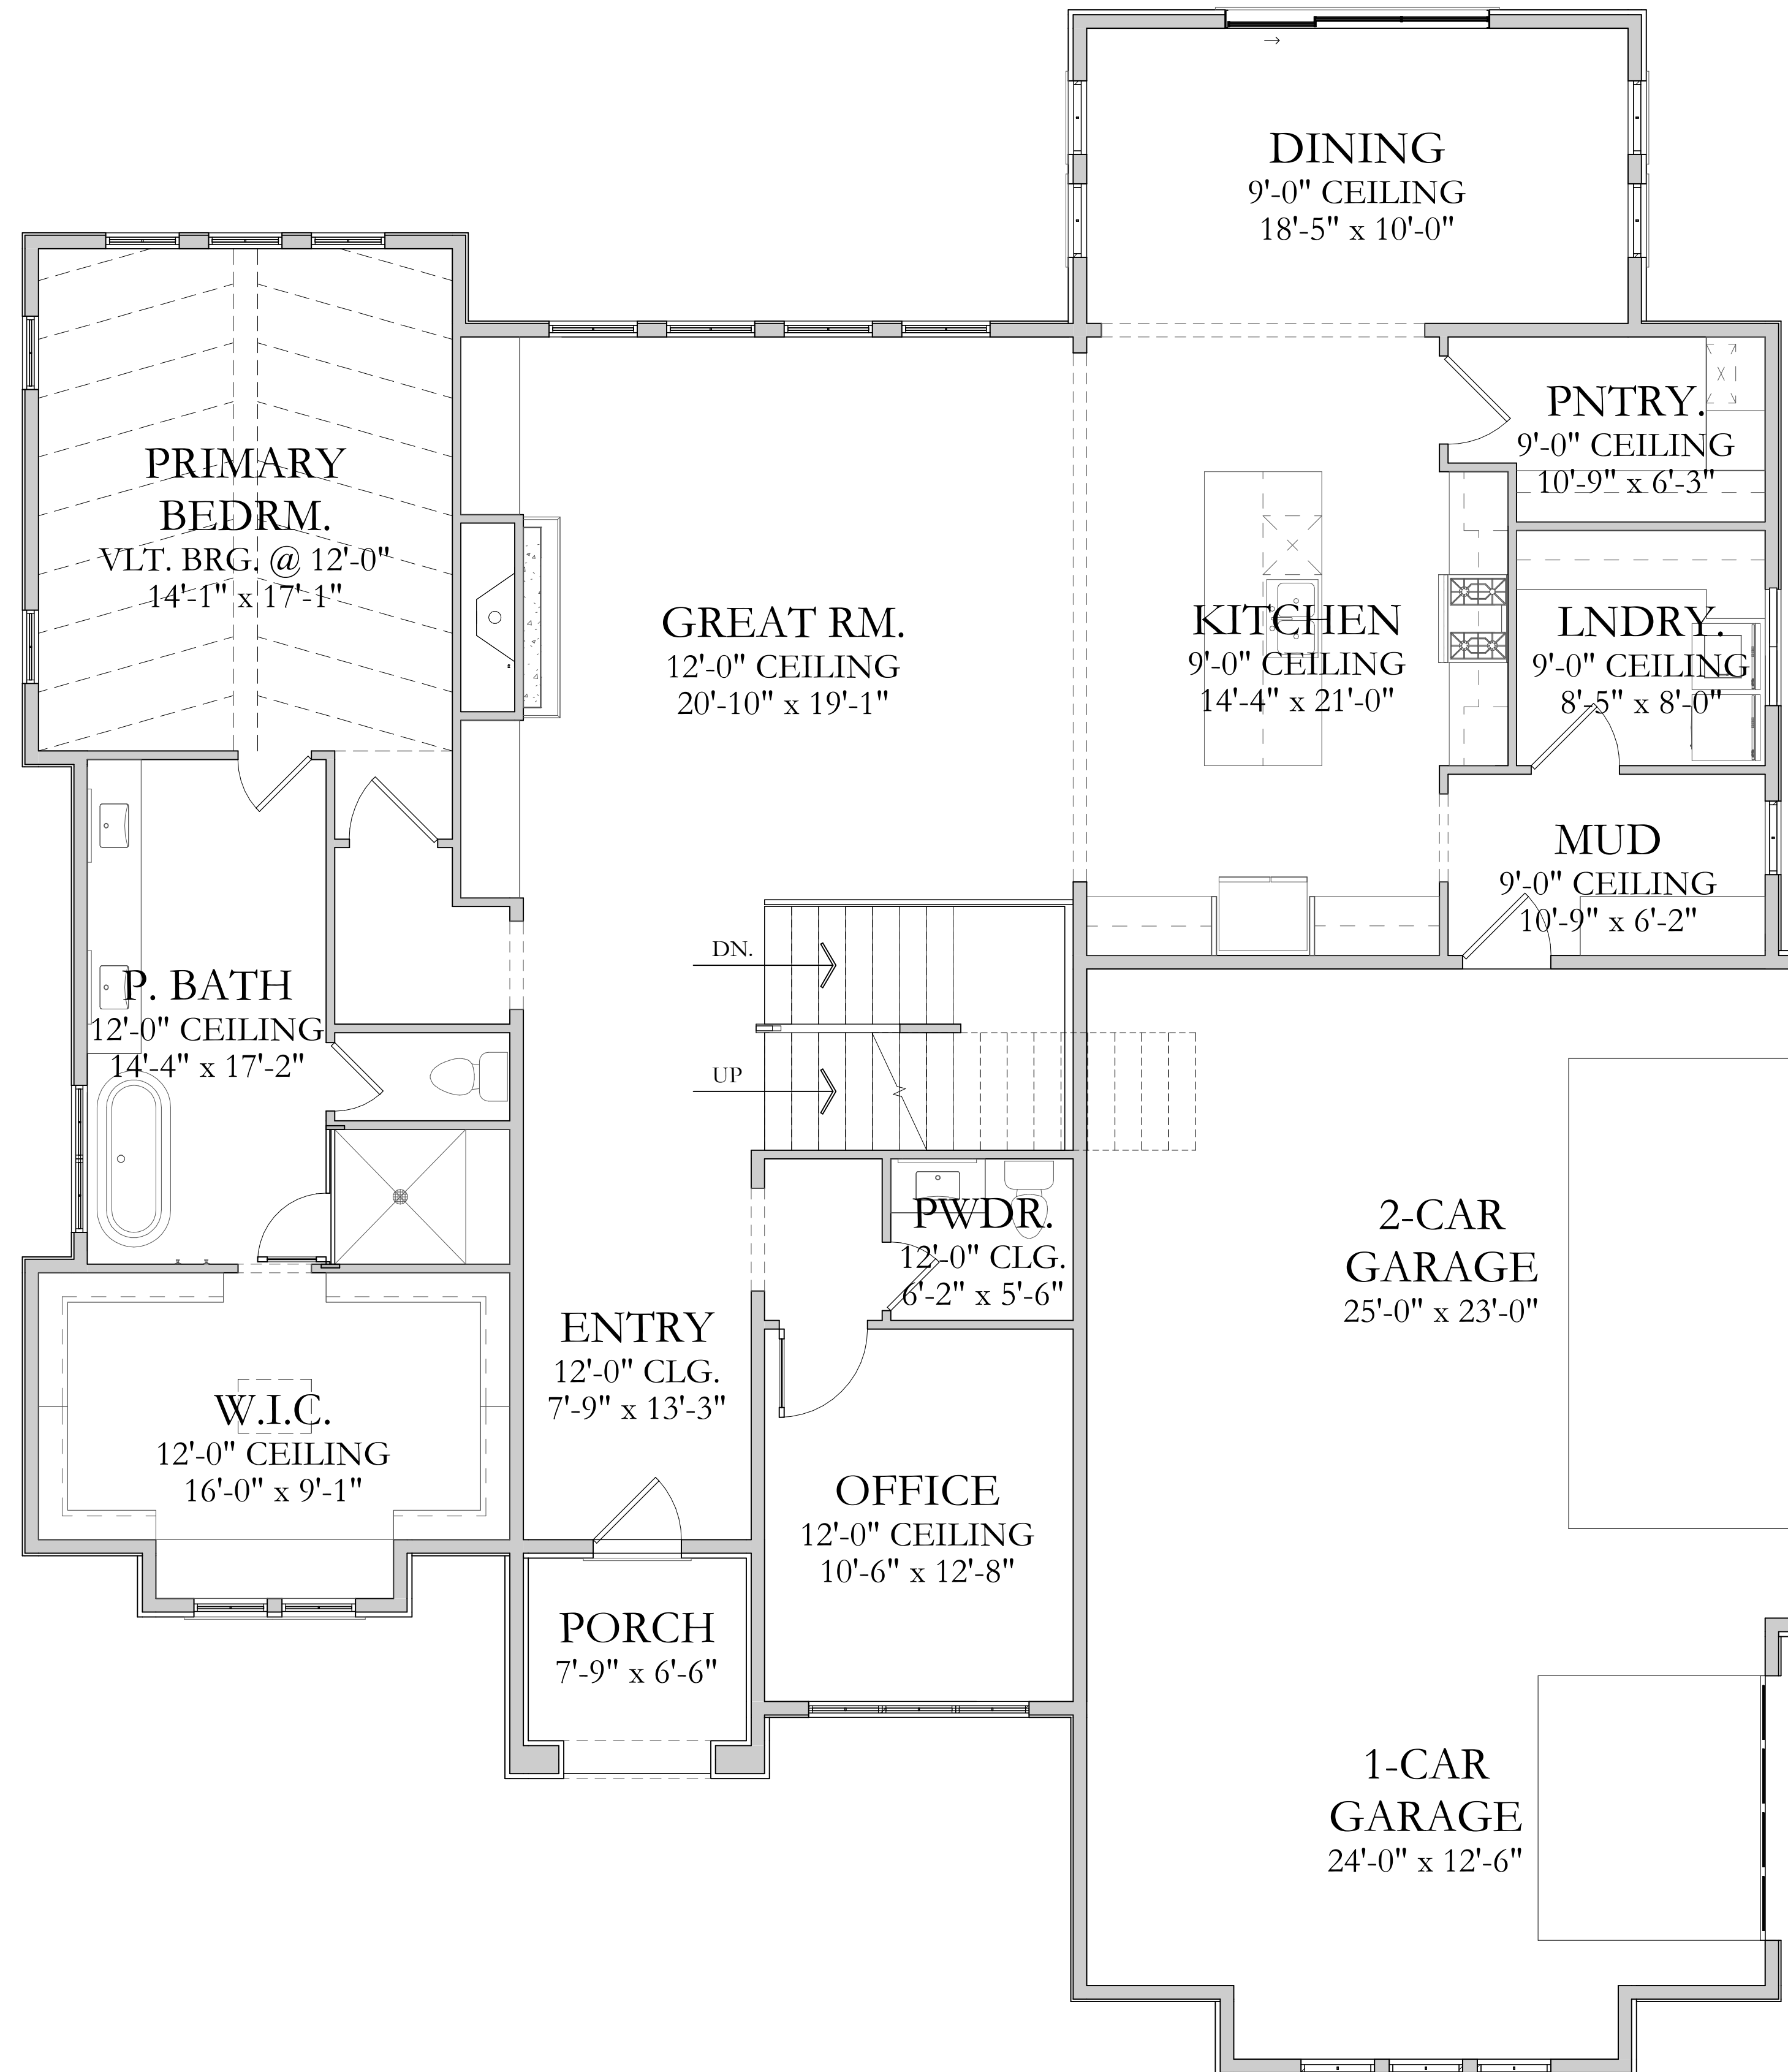 DINING
9'-0" CEILING
18'-5" x 10'-0"
PNTRY.
9'-0" CEILING
10'-9" x 6'-3"
PRIMARY
BEDRM.
VLT. BRG. @ 12'-0"
14'-1" x 17'-1"
GREAT RM.
12'-0" CEILING
20'-10" x 19'-1"
KITCHEN
9'-0" CEILING
14'-4" x 21'-0"
LNDRY.
9'-0" CEILING
8'-5" x 8'-0"
MUD
9'-0" CEILING
10'-9" x 6'-2"
DN.
P. BATH
12'-0" CEILING
14'-4" x 17'-2"
UP
PWDR.
12'-0" CLG.
6'-2" x 5'-6"
2-CAR
GARAGE
25'-0" x 23'-0"
ENTRY
12'-0" CLG.
7'-9" x 13'-3"
W.I.C.
12'-0" CEILING
16'-0" x 9'-1"
OFFICE
12'-0" CEILING
10'-6" x 12'-8"
PORCH
7'-9" x 6'-6"
1-CAR
GARAGE
24'-0" x 12'-6"